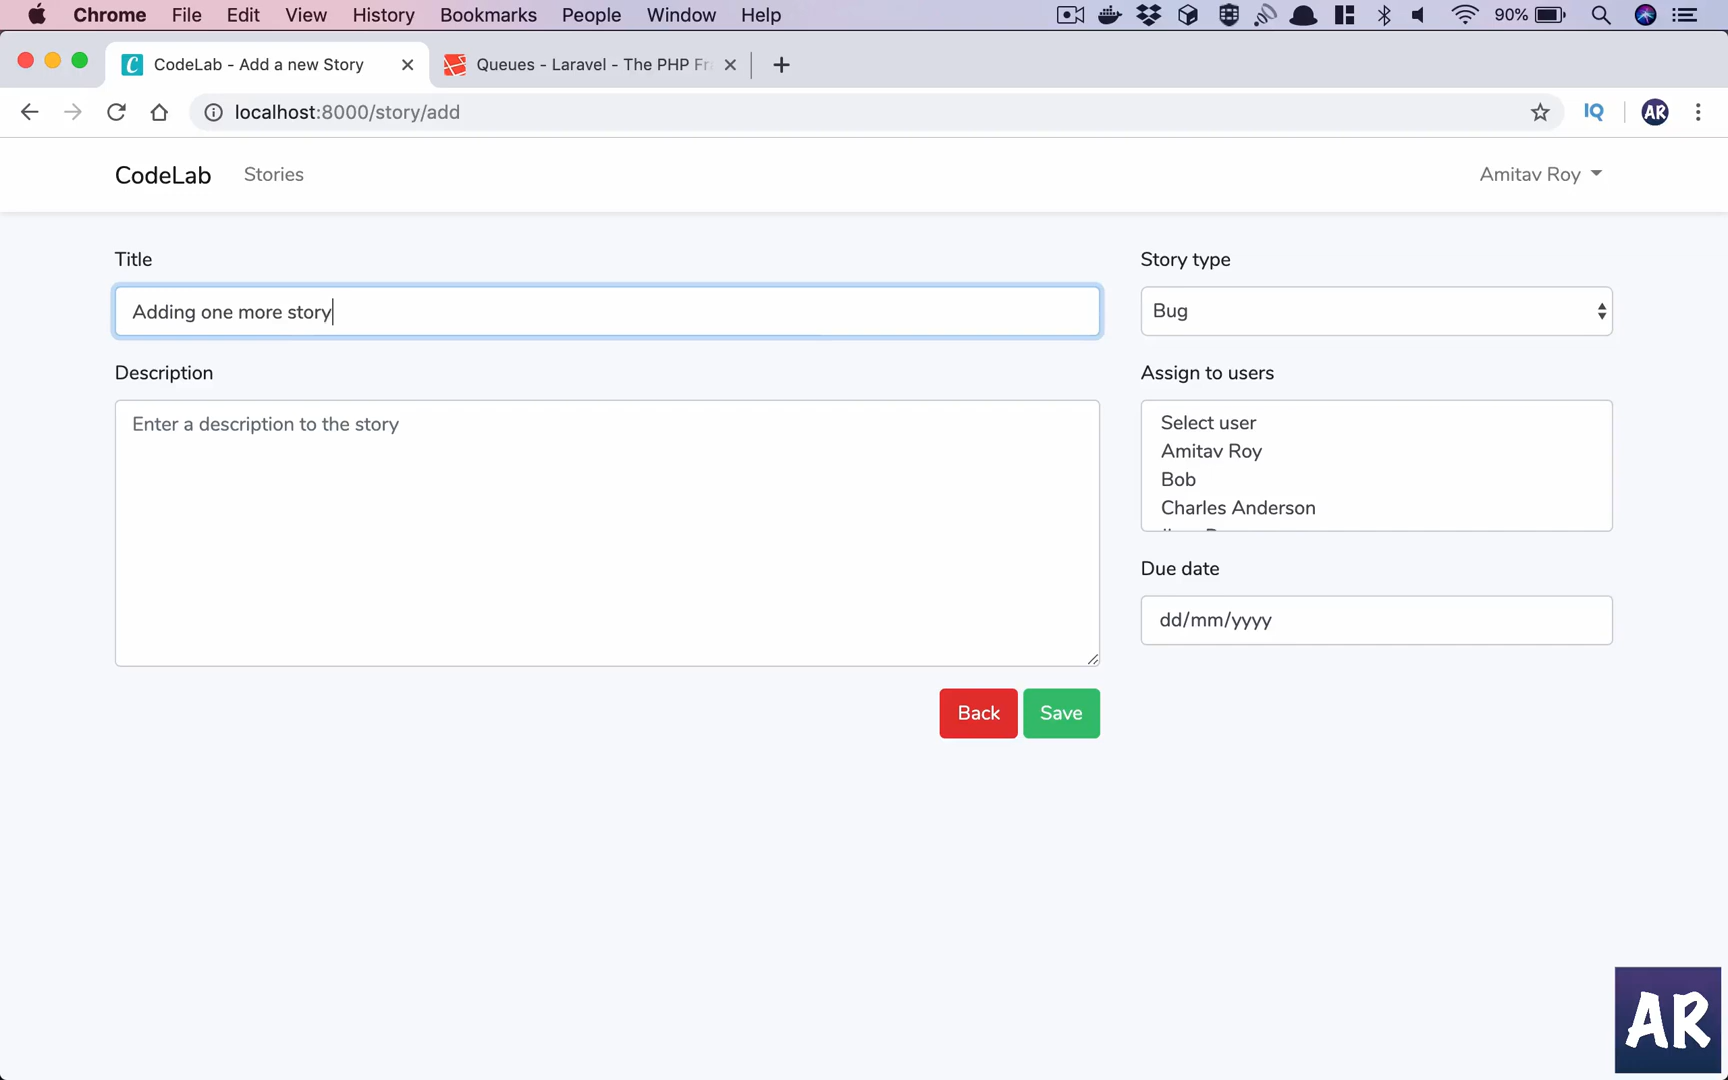 Chrome File Edit View History Bookmarks People Window Help 90%
CodeLab - Add a new Story Queues - Laravel - The PHP Fr
localhost:8000/story/add IQ AR
CodeLab Stories Amitav Roy
Title
Adding one more story
Description
Enter a description to the story
Back Save
Story type
Bug
Assign to users
Select user
Amitav Roy
Bob
Charles Anderson
Due date
dd/mm/yyyy
AR